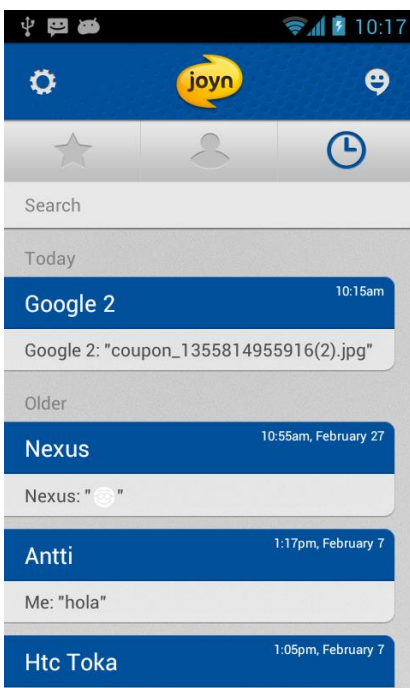 10:17
joyn
Search
Today
10:15am
Google 2
Google 2: "coupon_1355814955916(2).jpg"
Older
10:55am, February 27
Nexus
Nexus: " "
1:17pm, February 7
Antti
Me: "hola"
1:05pm, February 7
Htc Toka